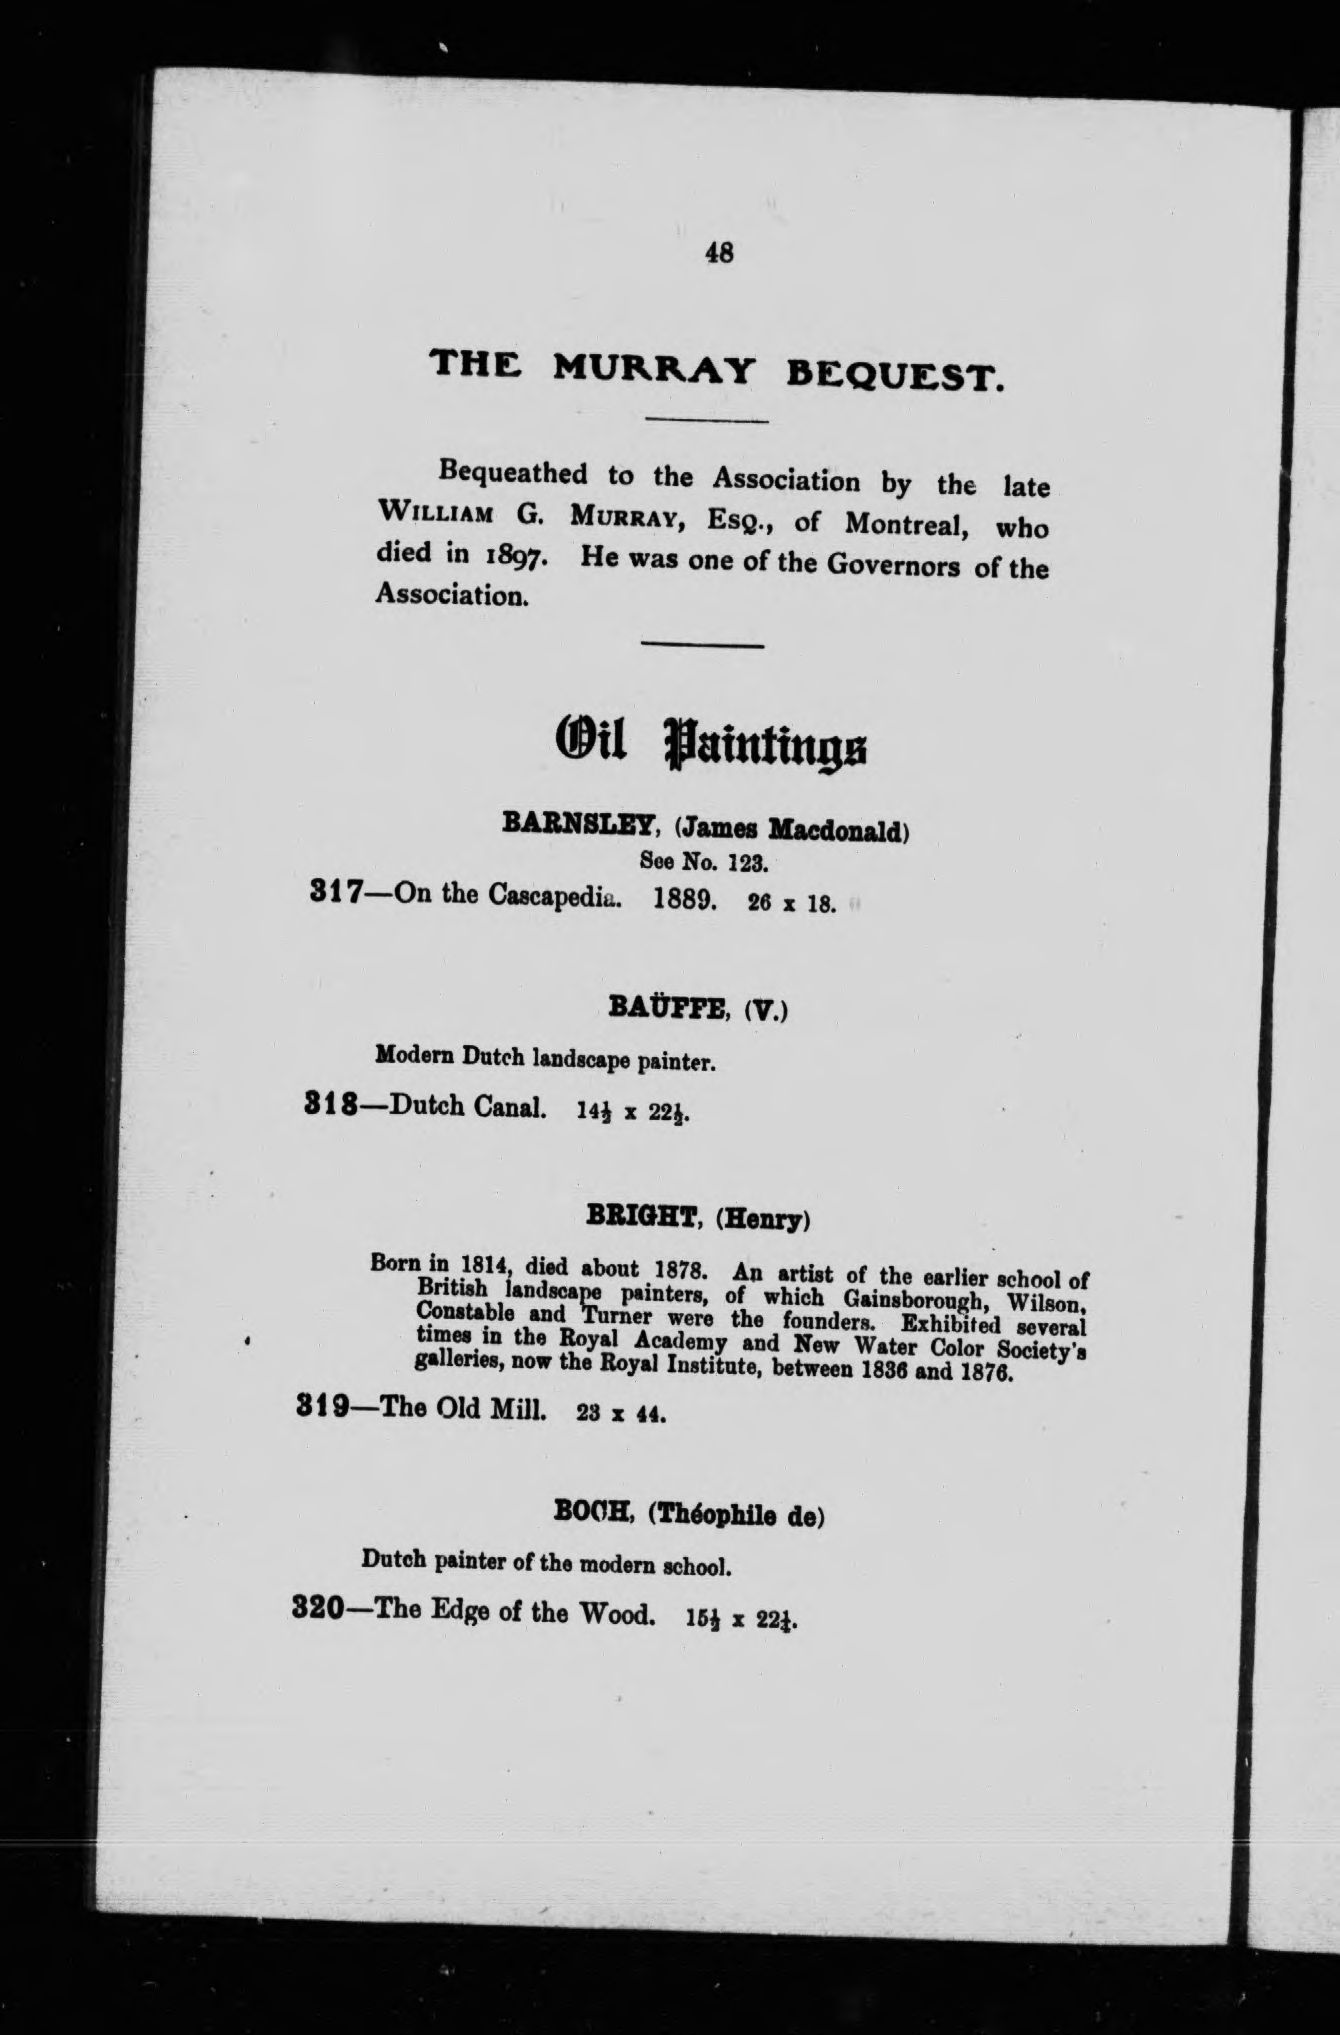 48
THE MURRAY BEQUEST.
Bequeathed to the Association by the late
WILLIAM G. MURRAY, ESQ., of Montreal, who
died in 1897. He was one of the Governors of the
Association.
Oil Paintings
BARNSLEY, (James Macdonald)
See No. 123.
317—On the Cascapedia. 1889. 26 x 18.
BAÜFFE, (V.)
Modern Dutch landscape painter.
318—Dutch Canal. 14½ x 22½.
BRIGHT, (Henry)
Born in 1814, died about 1878. An artist of the earlier school of
British landscape painters, of which Gainsborough, Wilson,
Constable and Turner were the founders. Exhibited several
times in the Royal Academy and New Water Color Society's
galleries, now the Royal Institute, between 1836 and 1876.
319—The Old Mill. 23 x 44.
BOCH, (Théophile de)
Dutch painter of the modern school.
320—The Edge of the Wood. 15½ x 22¼.